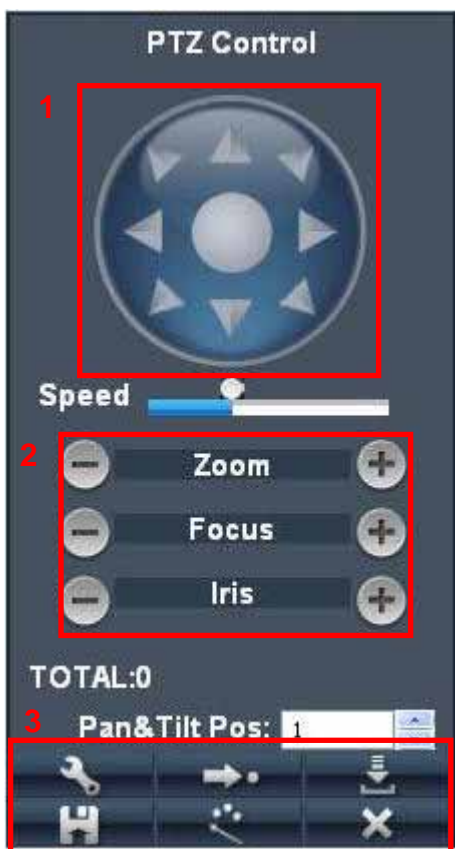 PTZ Control
1
Speed
2
Zoom
Focus
Iris
TOTAL:0
3
Pan&Tilt Pos: 1